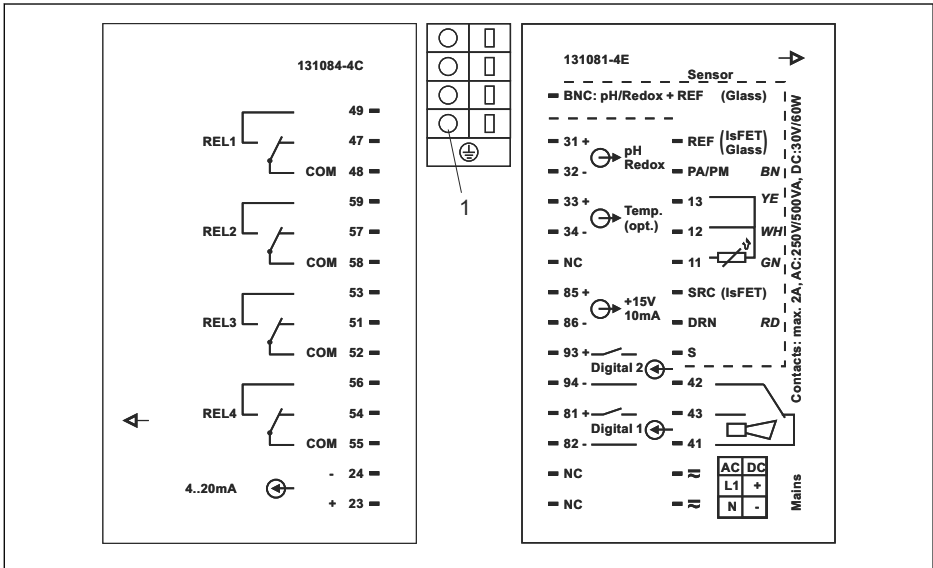 131084-4C
49
REL1
47
COM 48
59
REL2
57
COM 58
53
REL3
51
COM 52
56
REL4
54
COM 55
- 24
4..20mA
+ 23
1
131081-4E
Sensor
BNC: pH/Redox + REF (Glass)
31 +
pH
Redox
REF (IsFET
Glass)
32 -
PA/PM BN
33 +
Temp.
(opt.)
13 YE
34 -
12 WH
NC
11 GN
85 +
+15V
10mA
SRC (IsFET)
86 -
DRN RD
93 +
Digital 2
S
94 -
42
81 +
Digital 1
43
82 -
41
NC
AC DC
L1 +
NC
N -
Contacts: max. 2A, AC:250V/500VA, DC:30V/60W
Mains